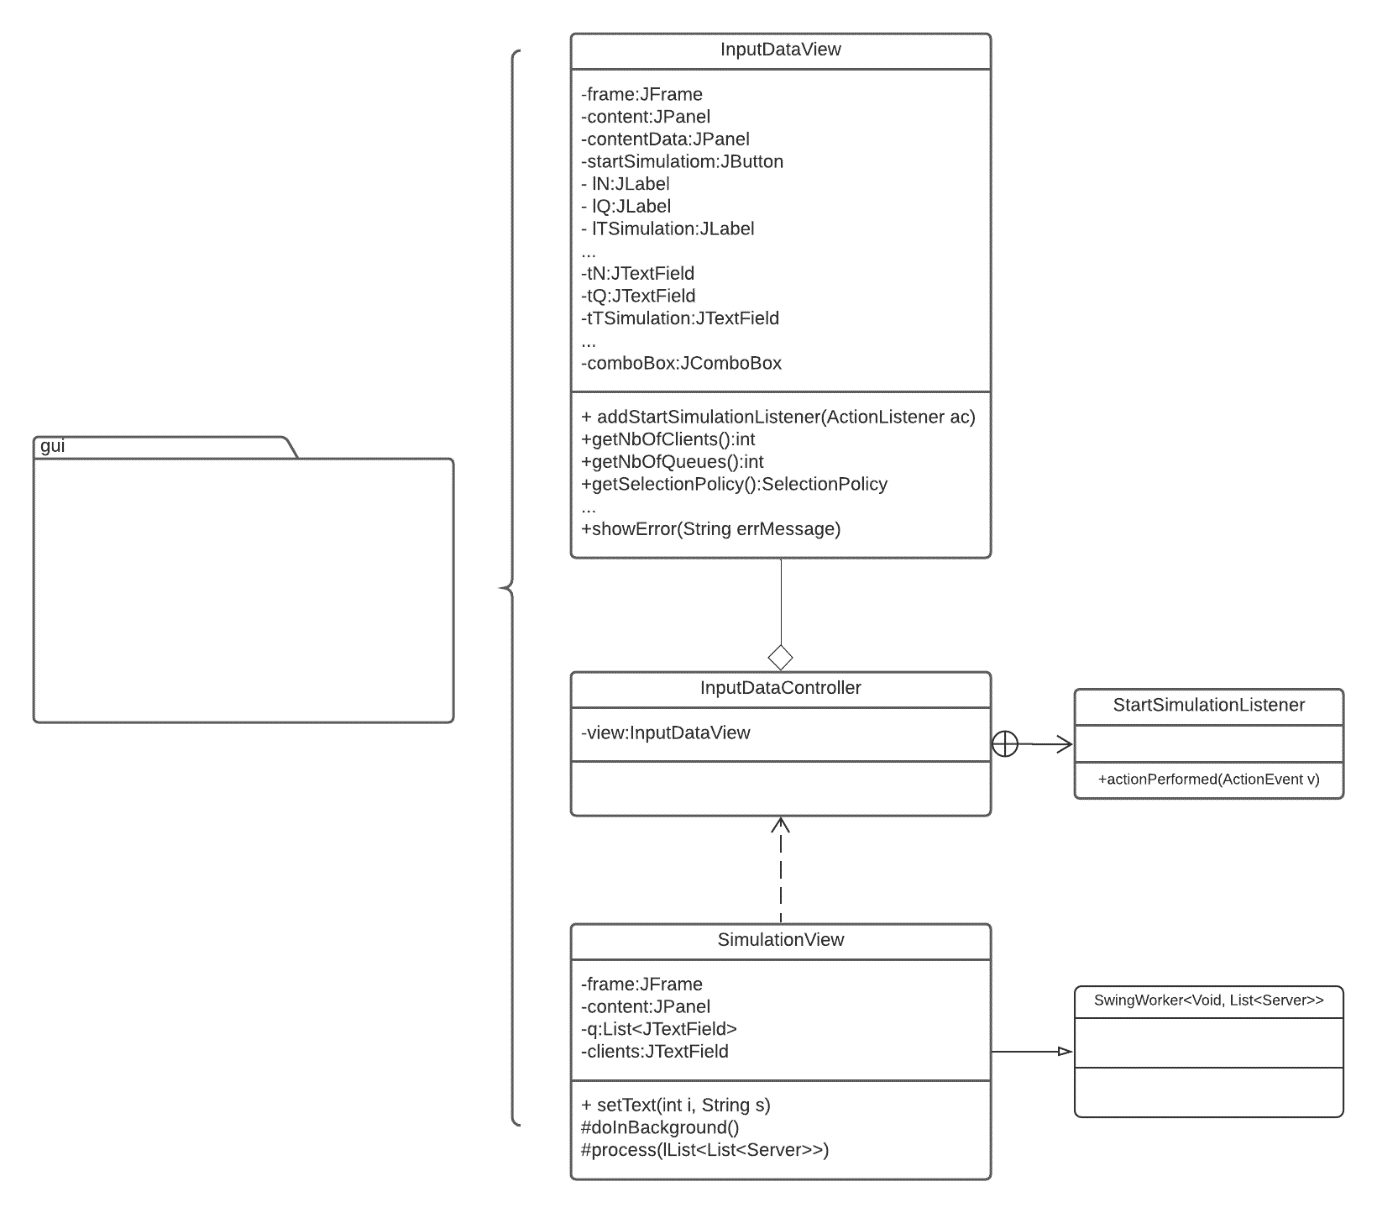 InputDataView
-frame:JFrame
-content:JPanel
-contentData:JPanel
-startSimulatiom:JButton
- lN:JLabel
- lQ:JLabel
- lTSimulation:JLabel
...
-tN:JTextField
-tQ:JTextField
-tTSimulation:JTextField
...
-comboBox:JComboBox
+ addStartSimulationListener(ActionListener ac)
+getNbOfClients():int
+getNbOfQueues():int
+getSelectionPolicy():SelectionPolicy
...
+showError(String errMessage)
gui
InputDataController
-view:InputDataView
StartSimulationListener
+actionPerformed(ActionEvent v)
SimulationView
-frame:JFrame
-content:JPanel
-q:List<JTextField>
-clients:JTextField
+ setText(int i, String s)
#doInBackground()
#process(lList<List<Server>>)
SwingWorker<Void, List<Server>>